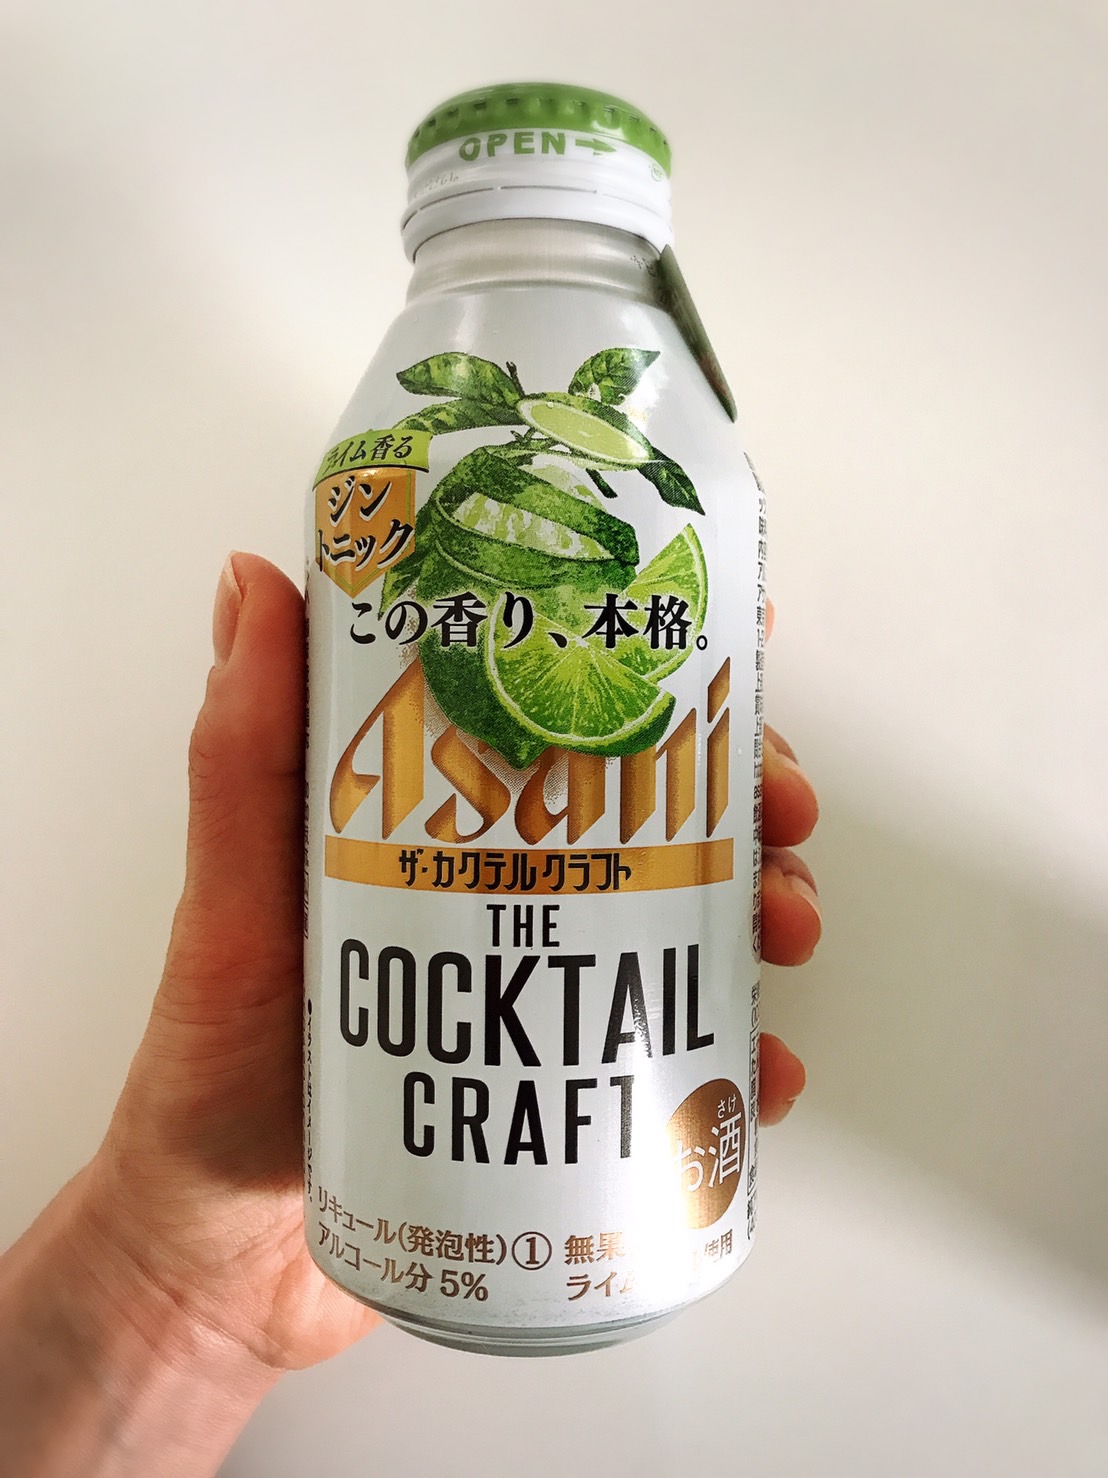 OPEN→
ライム香る
ジン
トニック
この香り、本格。
Asahi
ザ・カクテルクラフト
THE
COCKTAIL
CRAFT
さけ
お酒
リキュール(発泡性)①
アルコール分 5%
無果 使用
ライム